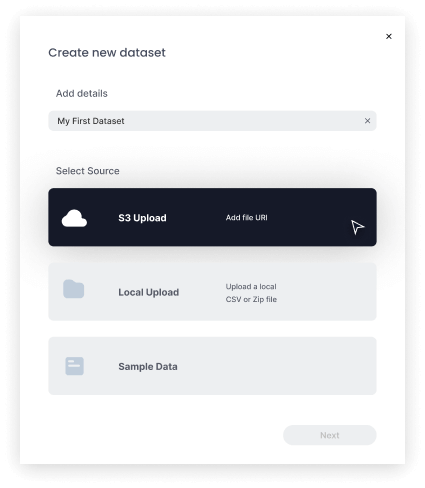 Create new dataset
Add details
My First Dataset
Select Source
S3 Upload
Add file URI
Local Upload
Upload a local
CSV or Zip file
Sample Data
Next